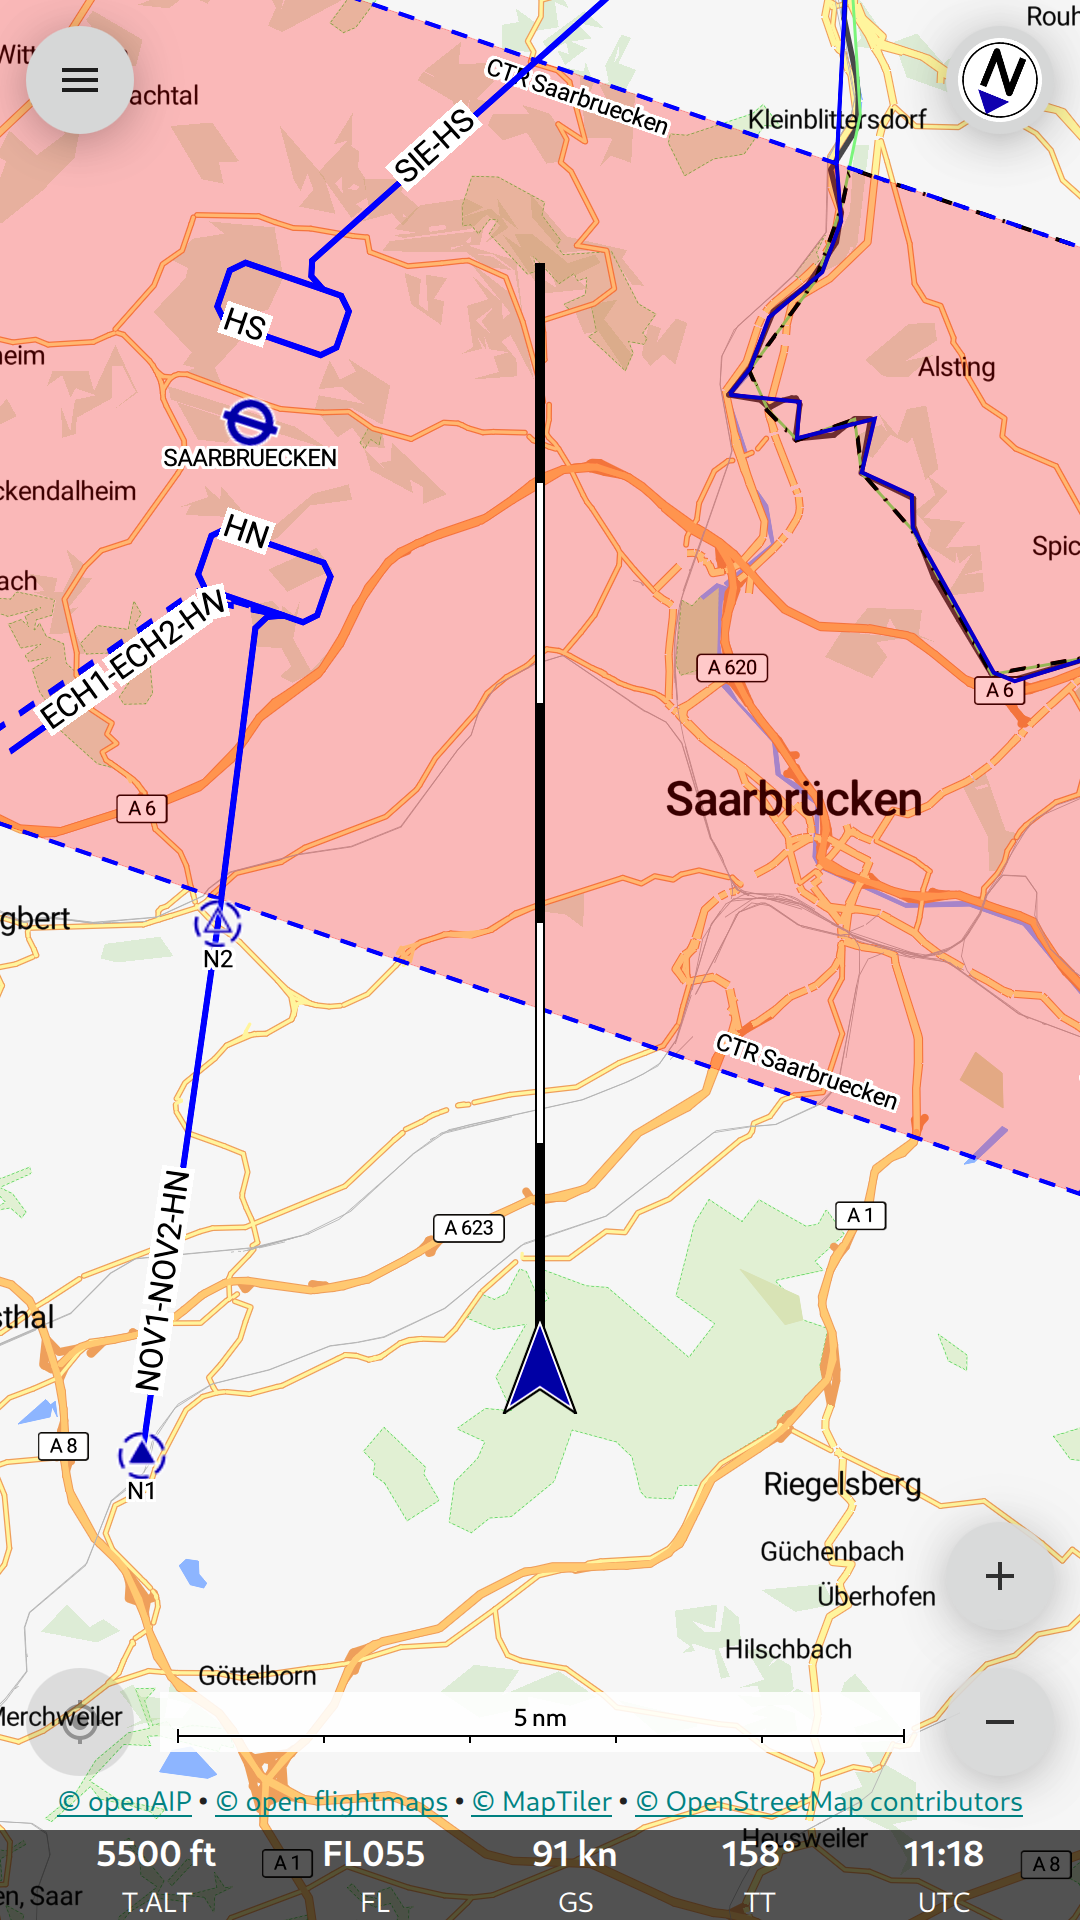 Rouh
Witt
achtal
N
CTR Saarbruecken
Kleinblittersdorf
SIE-HS
HS
heim
Alsting
SAARBRUECKEN
ckendalheim
HN
Spic
ach
ECH1-ECH2-HN
A 620
A 6
Saarbrücken
A 6
gbert
N2
CTR Saarbruecken
NOV1-NOV2-HN
A 1
A 623
sthal
A 8
N1
Riegelsberg
Güchenbach
Überhofen
Hilschbach
Göttelborn
Merchweiler
5 nm
© openAIP • © open flightmaps • © MapTiler • © OpenStreetMap contributors
Heusweiler
5500 ft FL055 91 kn 158° 11:18
A 1
A 8
en, Saar
T.ALT FL GS TT UTC